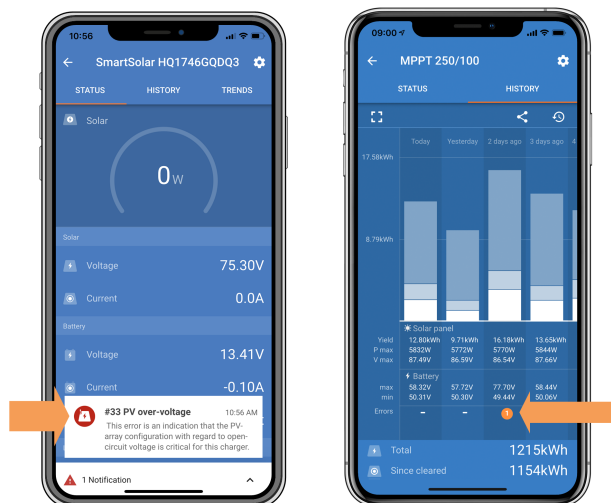 10:56
SmartSolar HQ1746GQDQ3
STATUS HISTORY TRENDS
Solar
0W
Solar
Voltage 75.30V
Current 0.0A
Battery
Voltage 13.41V
Current -0.10A
#33 PV over-voltage 10:56 AM
This error is an indication that the PV-
array configuration with regard to open-
circuit voltage is critical for this charger.
1 Notification
09:00
MPPT 250/100
STATUS HISTORY
Today Yesterday 2 days ago 3 days ago 4
17.58kWh
8.79kWh
Solar panel
Yield 12.80kWh 9.71kWh 16.18kWh 13.65kWh
P max 5832W 5772W 5770W 5844W
V max 87.49V 86.59V 86.54V 87.66V
Battery
max 58.32V 57.72V 77.70V 58.44V
min 50.31V 50.30V 49.44V 50.06V
Errors - - 1
Total 1215kWh
Since cleared 1154kWh